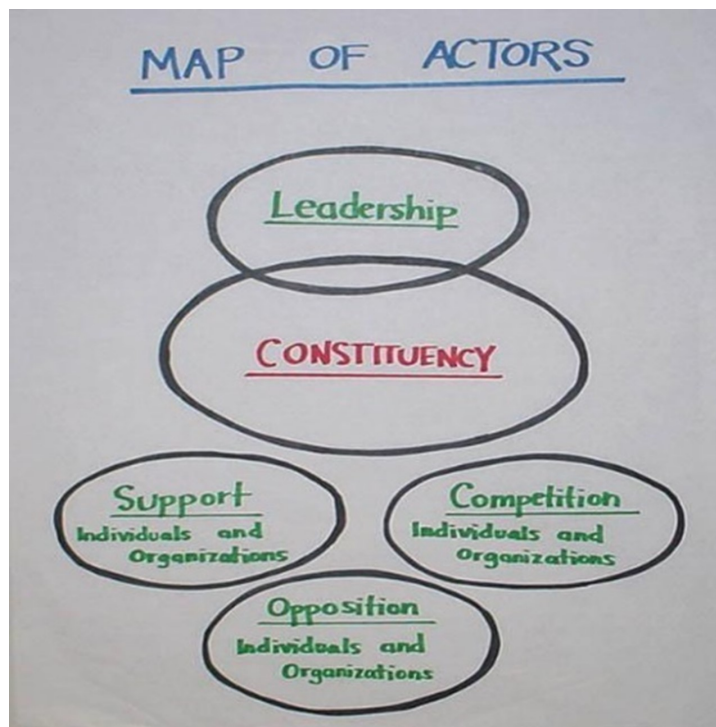 MAP OF ACTORS
Leadership
CONSTITUENCY
Support
Individuals and
Organizations
Competition
Individuals and
Organizations
Opposition
Individuals and
Organizations